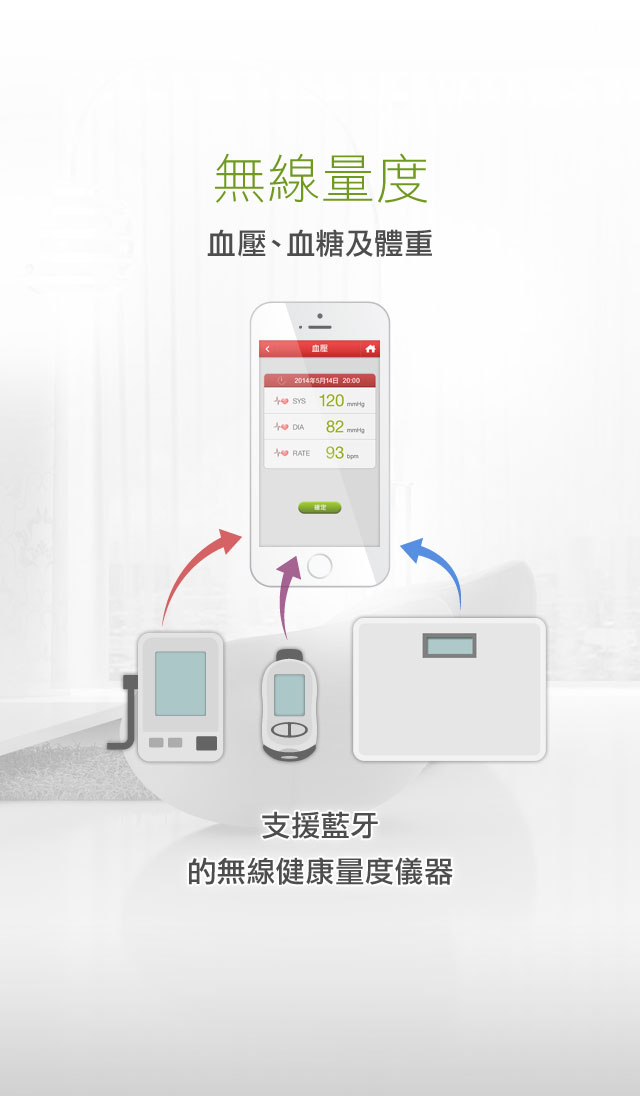 無線量度
血壓、血糖及體重
血壓
2014年5月14日 20:00
SYS 120 mmHg
DIA 82 mmHg
RATE 93 bpm
確定
支援藍牙
的無線健康量度儀器